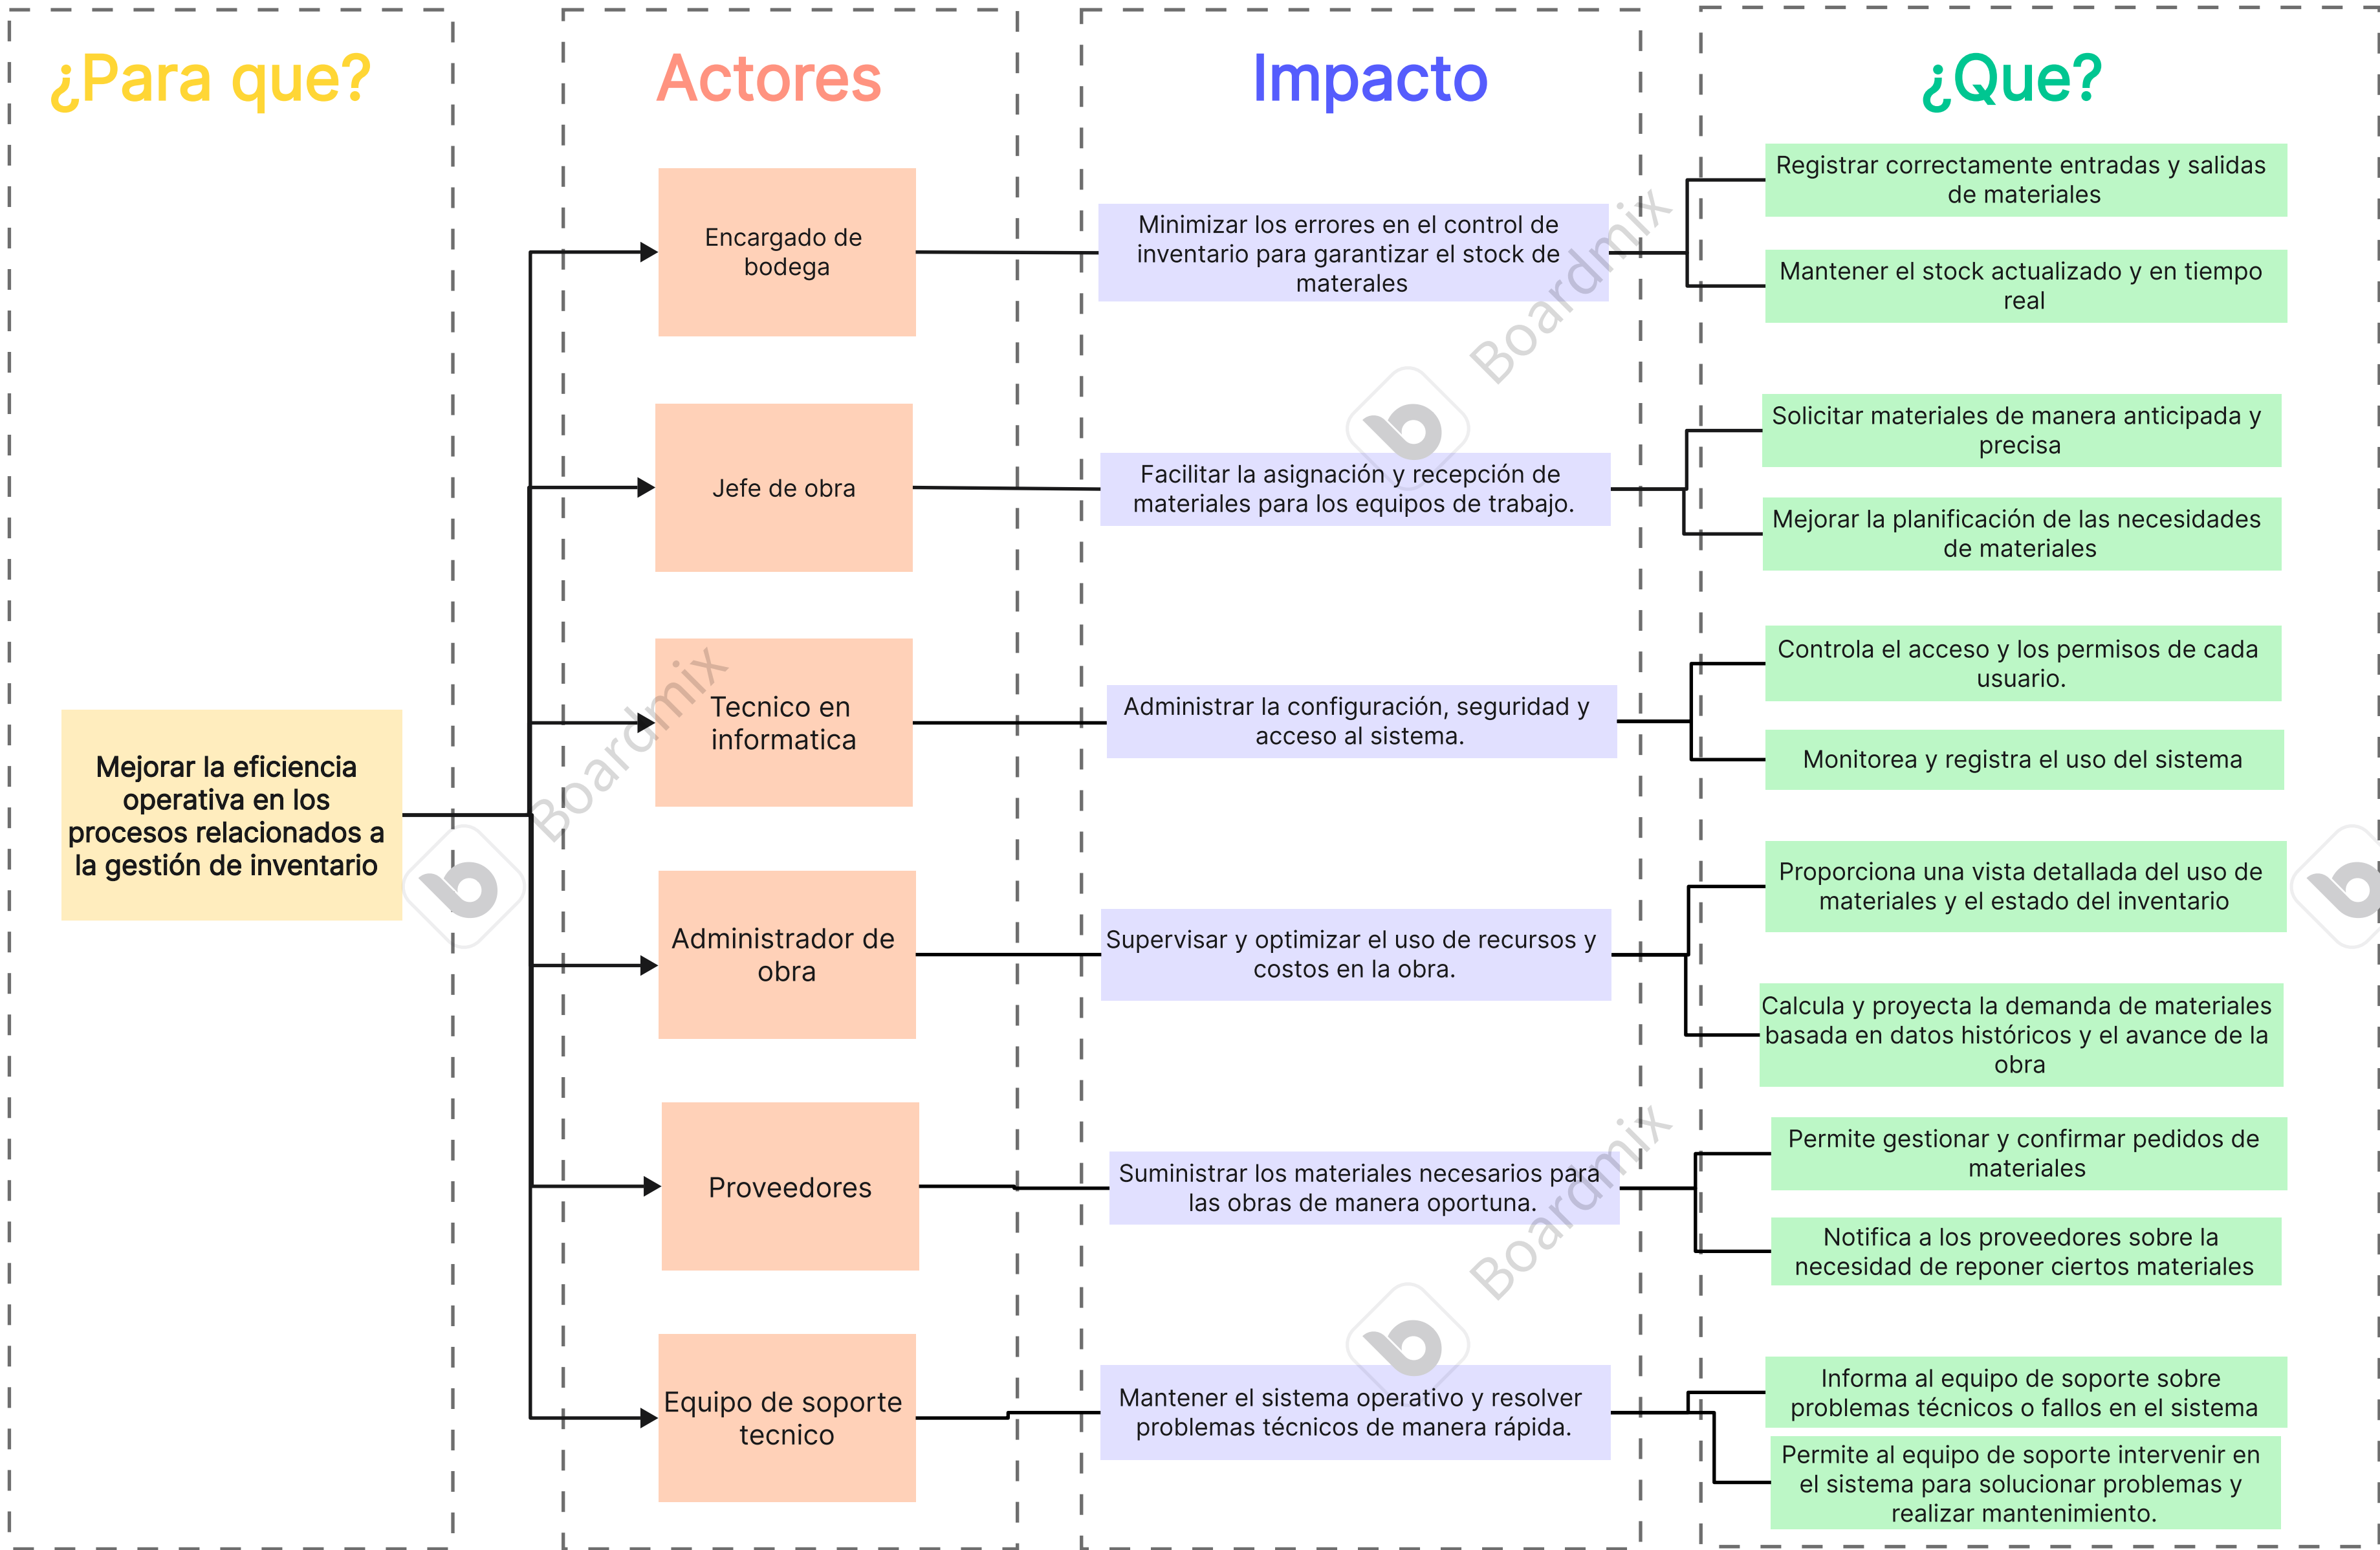 ¿Para que?
Actores
Impacto
¿Que?
Mejorar la eficiencia
operativa en los
procesos relacionados a
la gestión de inventario
Encargado de
bodega
Minimizar los errores en el control de
inventario para garantizar el stock de
materales
Registrar correctamente entradas y salidas
de materiales
Mantener el stock actualizado y en tiempo
real
Jefe de obra
Facilitar la asignación y recepción de
materiales para los equipos de trabajo.
Solicitar materiales de manera anticipada y
precisa
Mejorar la planificación de las necesidades
de materiales
Tecnico en
informatica
Administrar la configuración, seguridad y
acceso al sistema.
Controla el acceso y los permisos de cada
usuario.
Monitorea y registra el uso del sistema
Administrador de
obra
Supervisar y optimizar el uso de recursos y
costos en la obra.
Proporciona una vista detallada del uso de
materiales y el estado del inventario
Calcula y proyecta la demanda de materiales
basada en datos históricos y el avance de la
obra
Proveedores
Suministrar los materiales necesarios para
las obras de manera oportuna.
Permite gestionar y confirmar pedidos de
materiales
Notifica a los proveedores sobre la
necesidad de reponer ciertos materiales
Equipo de soporte
tecnico
Mantener el sistema operativo y resolver
problemas técnicos de manera rápida.
Informa al equipo de soporte sobre
problemas técnicos o fallos en el sistema
Permite al equipo de soporte intervenir en
el sistema para solucionar problemas y
realizar mantenimiento.
Boardmix
Boardmix
Boardmix